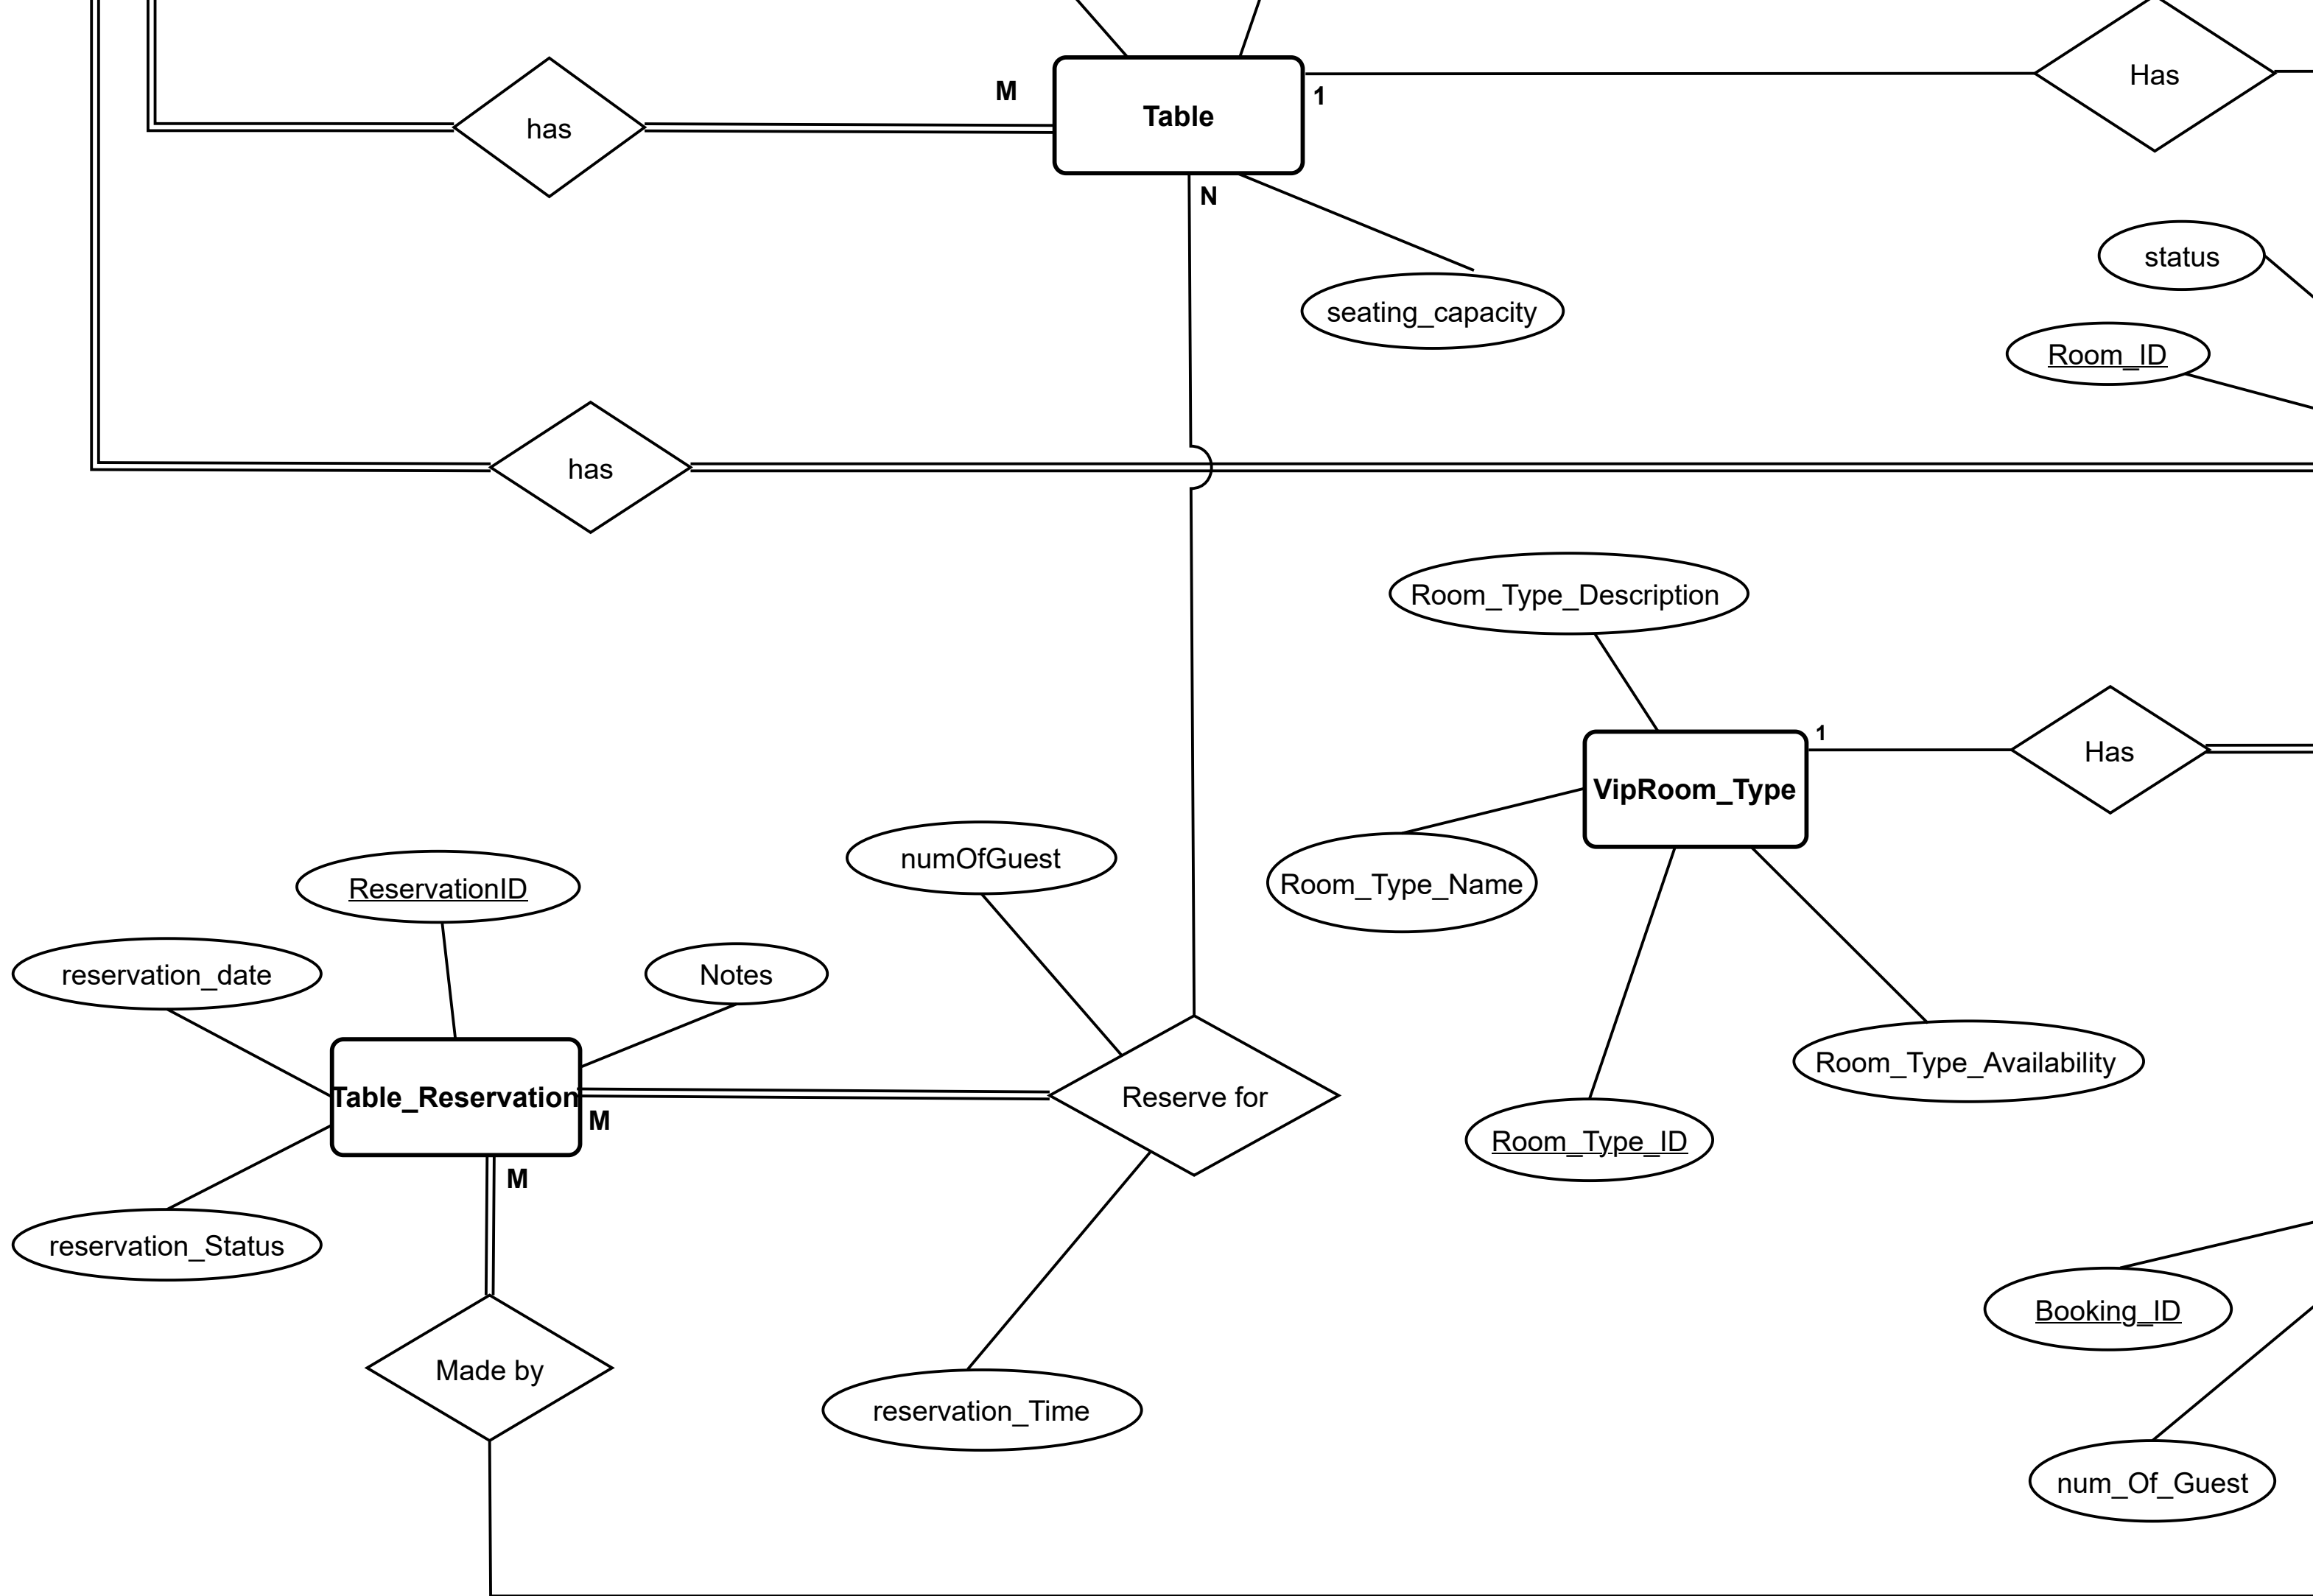 has
M
Table
1
Has
N
seating_capacity
status
Room_ID
has
Room_Type_Description
VipRoom_Type
1
Has
Room_Type_Name
Room_Type_Availability
Room_Type_ID
numOfGuest
ReservationID
reservation_date
Notes
Table_Reservation
M
M
Reserve for
reservation_Status
Made by
reservation_Time
Booking_ID
num_Of_Guest